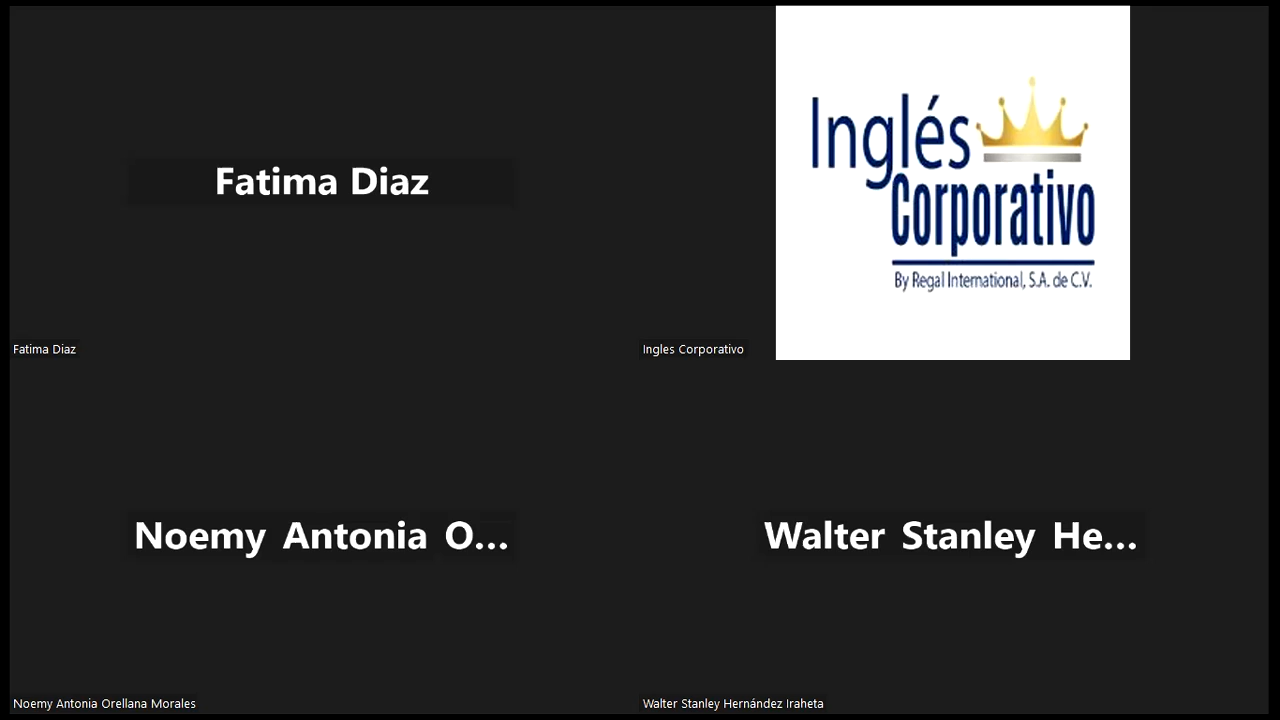 Fatima Diaz
Inglés
Corporativo
By Regal International, S.A. de C.V.
Fatima Diaz
Ingles Corporativo
Noemy Antonia O...
Walter Stanley He...
Noemy Antonia Orellana Morales
Walter Stanley Hernández Iraheta